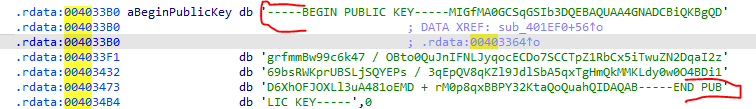 .rdata:004033B0 aBeginPublicKey db '-----BEGIN PUBLIC KEY-----MIGfMA0GCSqGSIb3DQEBAQUAA4GNADCBiQKBgQD'
.rdata:004033B0 ; DATA XREF: sub_401EF0+56↑o
.rdata:004033B0 ; .rdata:00403364↑o
.rdata:004033F1 db 'grfmmBw99c6k47 / OBto0QuJnIFNLJyqocECDo7SCCTpZ1RbCx5iTwuZN2DqaI2z'
.rdata:00403432 db '69bsRWKprUBSLjSQYEPs / 3qEpQV8qKZl9JdlSbA5qxTgHmQkMMKLdy0w0O4BDi1'
.rdata:00403473 db 'D6XhOFJOXLl3uA481oEMD + rM0p8qxBBPY32KtaQoQuahQIDAQAB-----END PUB'
.rdata:004034B4 db 'LIC KEY-----',0